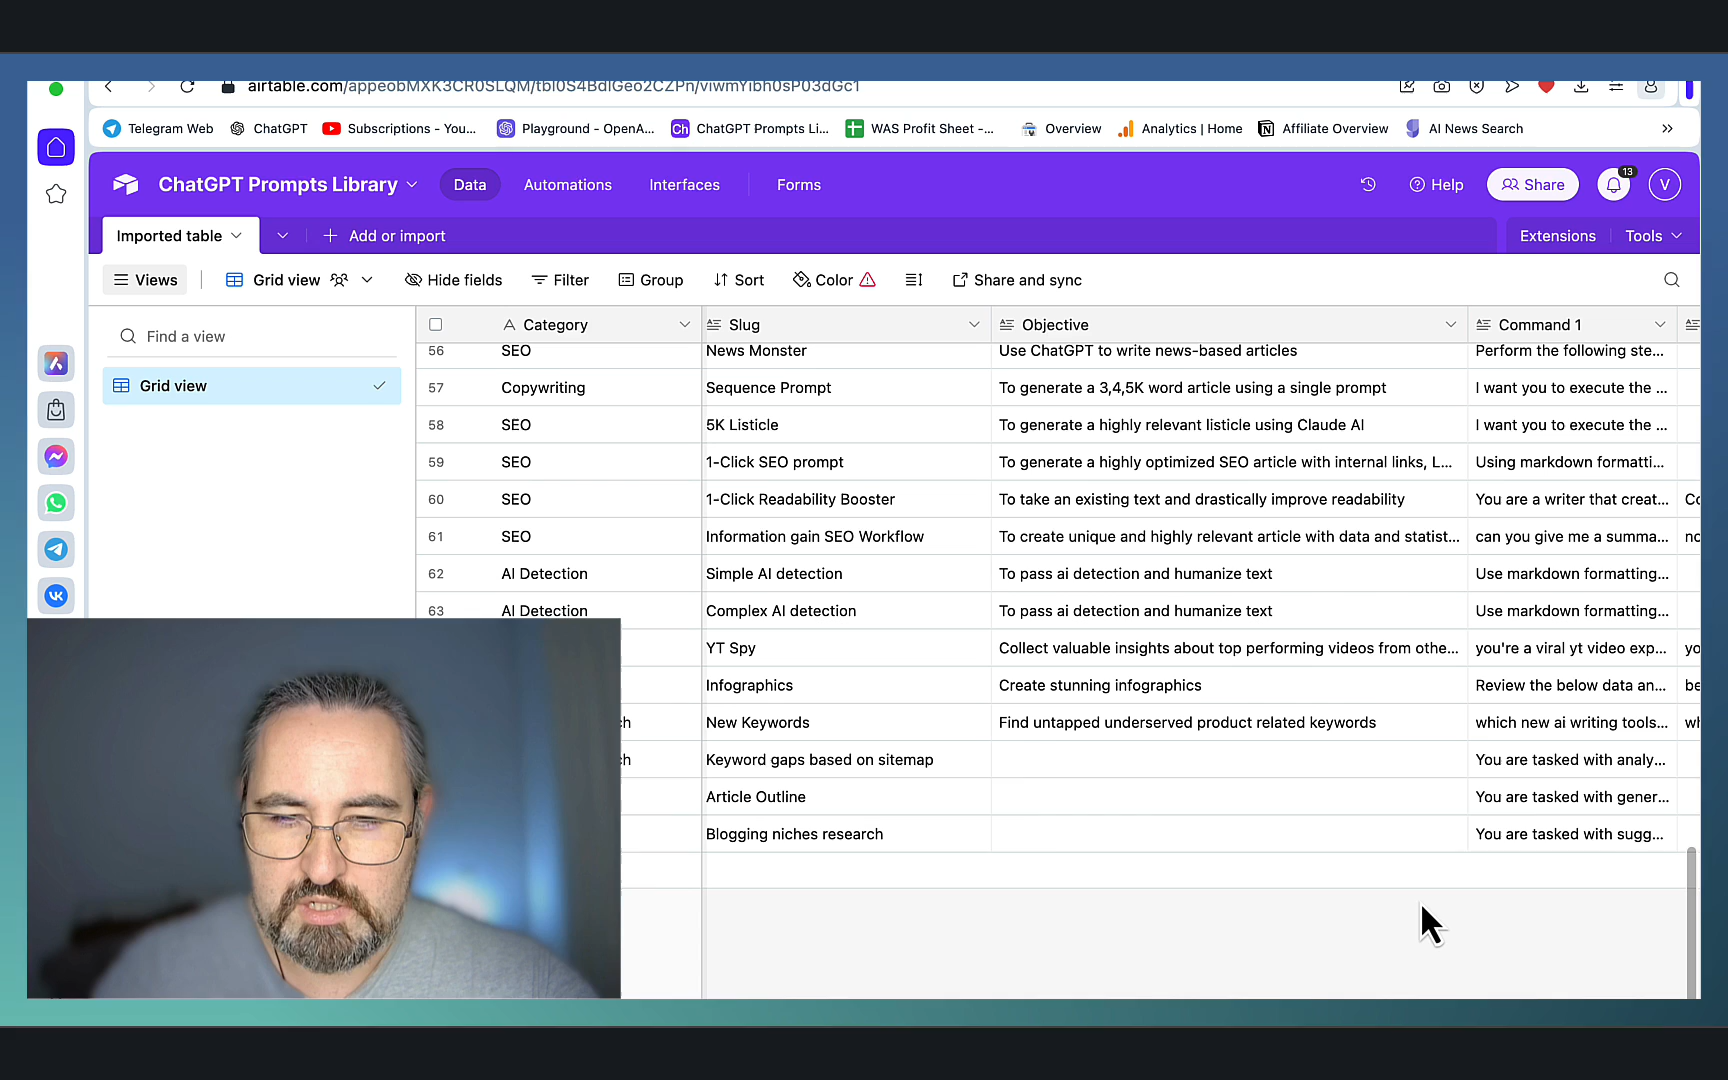 airtable.com/appeobMXK3CR0SLQM/tbl0S4BdlGeo2CZPn/viwmYibh0sP03dGc1
Telegram Web ChatGPT Subscriptions - You... Playground - OpenA... ChatGPT Prompts Li... WAS Profit Sheet -... Overview Analytics | Home Affiliate Overview AI News Search »
ChatGPT Prompts Library Data Automations Interfaces Forms Help Share 13 V
Imported table + Add or import Extensions Tools
Views Grid view Hide fields Filter Group Sort Color Share and sync
Find a view
Grid view
Category Slug Objective Command 1
56 SEO News Monster Use ChatGPT to write news-based articles Perform the following ste...
57 Copywriting Sequence Prompt To generate a 3,4,5K word article using a single prompt I want you to execute the ...
58 SEO 5K Listicle To generate a highly relevant listicle using Claude AI I want you to execute the ...
59 SEO 1-Click SEO prompt To generate a highly optimized SEO article with internal links, L... Using markdown formatti...
60 SEO 1-Click Readability Booster To take an existing text and drastically improve readability You are a writer that creat... Co
61 SEO Information gain SEO Workflow To create unique and highly relevant article with data and statist... can you give me a summa... no
62 AI Detection Simple AI detection To pass ai detection and humanize text Use markdown formatting...
63 AI Detection Complex AI detection To pass ai detection and humanize text Use markdown formatting...
YT Spy Collect valuable insights about top performing videos from othe... you're a viral yt video exp... yo
Infographics Create stunning infographics Review the below data an... be
ch New Keywords Find untapped underserved product related keywords which new ai writing tools... wh
ch Keyword gaps based on sitemap You are tasked with analy...
Article Outline You are tasked with gener...
Blogging niches research You are tasked with sugg...